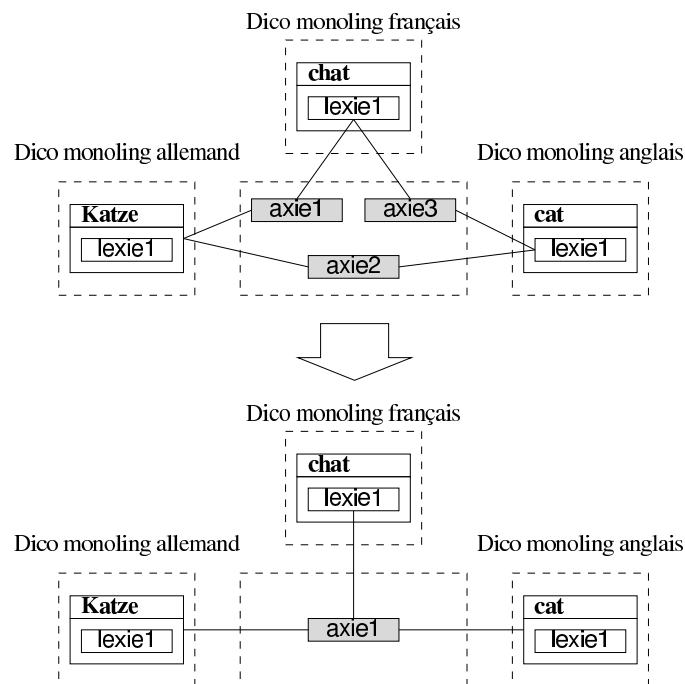 Dico monoling français
chat
lexie1
Dico monoling allemand
Dico monoling anglais
Katze
lexie1
axie1
axie3
axie2
cat
lexie1
Dico monoling français
chat
lexie1
Dico monoling allemand
Dico monoling anglais
Katze
lexie1
axie1
cat
lexie1